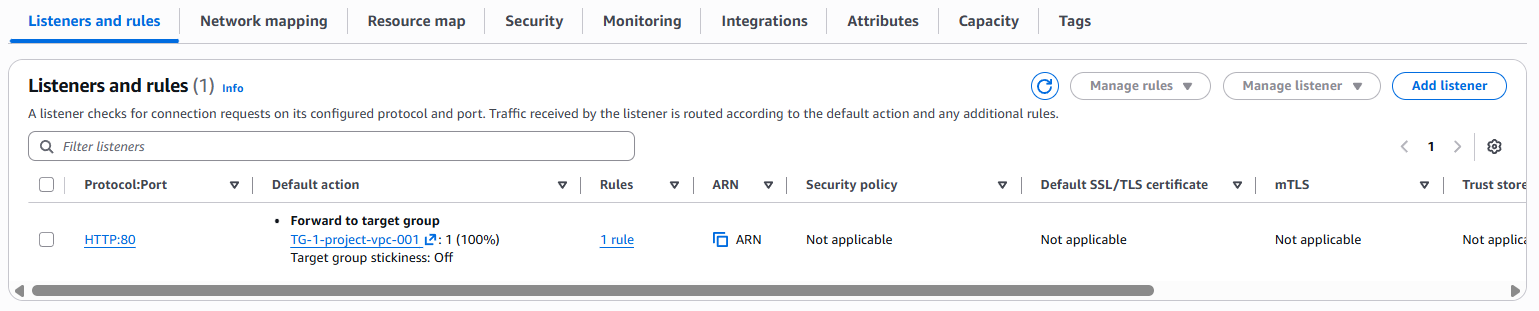 Listeners and rules Network mapping Resource map Security Monitoring Integrations Attributes Capacity Tags
Listeners and rules (1) Info
Manage rules Manage listener Add listener
A listener checks for connection requests on its configured protocol and port. Traffic received by the listener is routed according to the default action and any additional rules.
Filter listeners
1
Protocol:Port Default action Rules ARN Security policy Default SSL/TLS certificate mTLS Trust store
• Forward to target group
HTTP:80 TG-1-project-vpc-001 : 1 (100%) 1 rule ARN Not applicable Not applicable Not applicable Not applica
Target group stickiness: Off